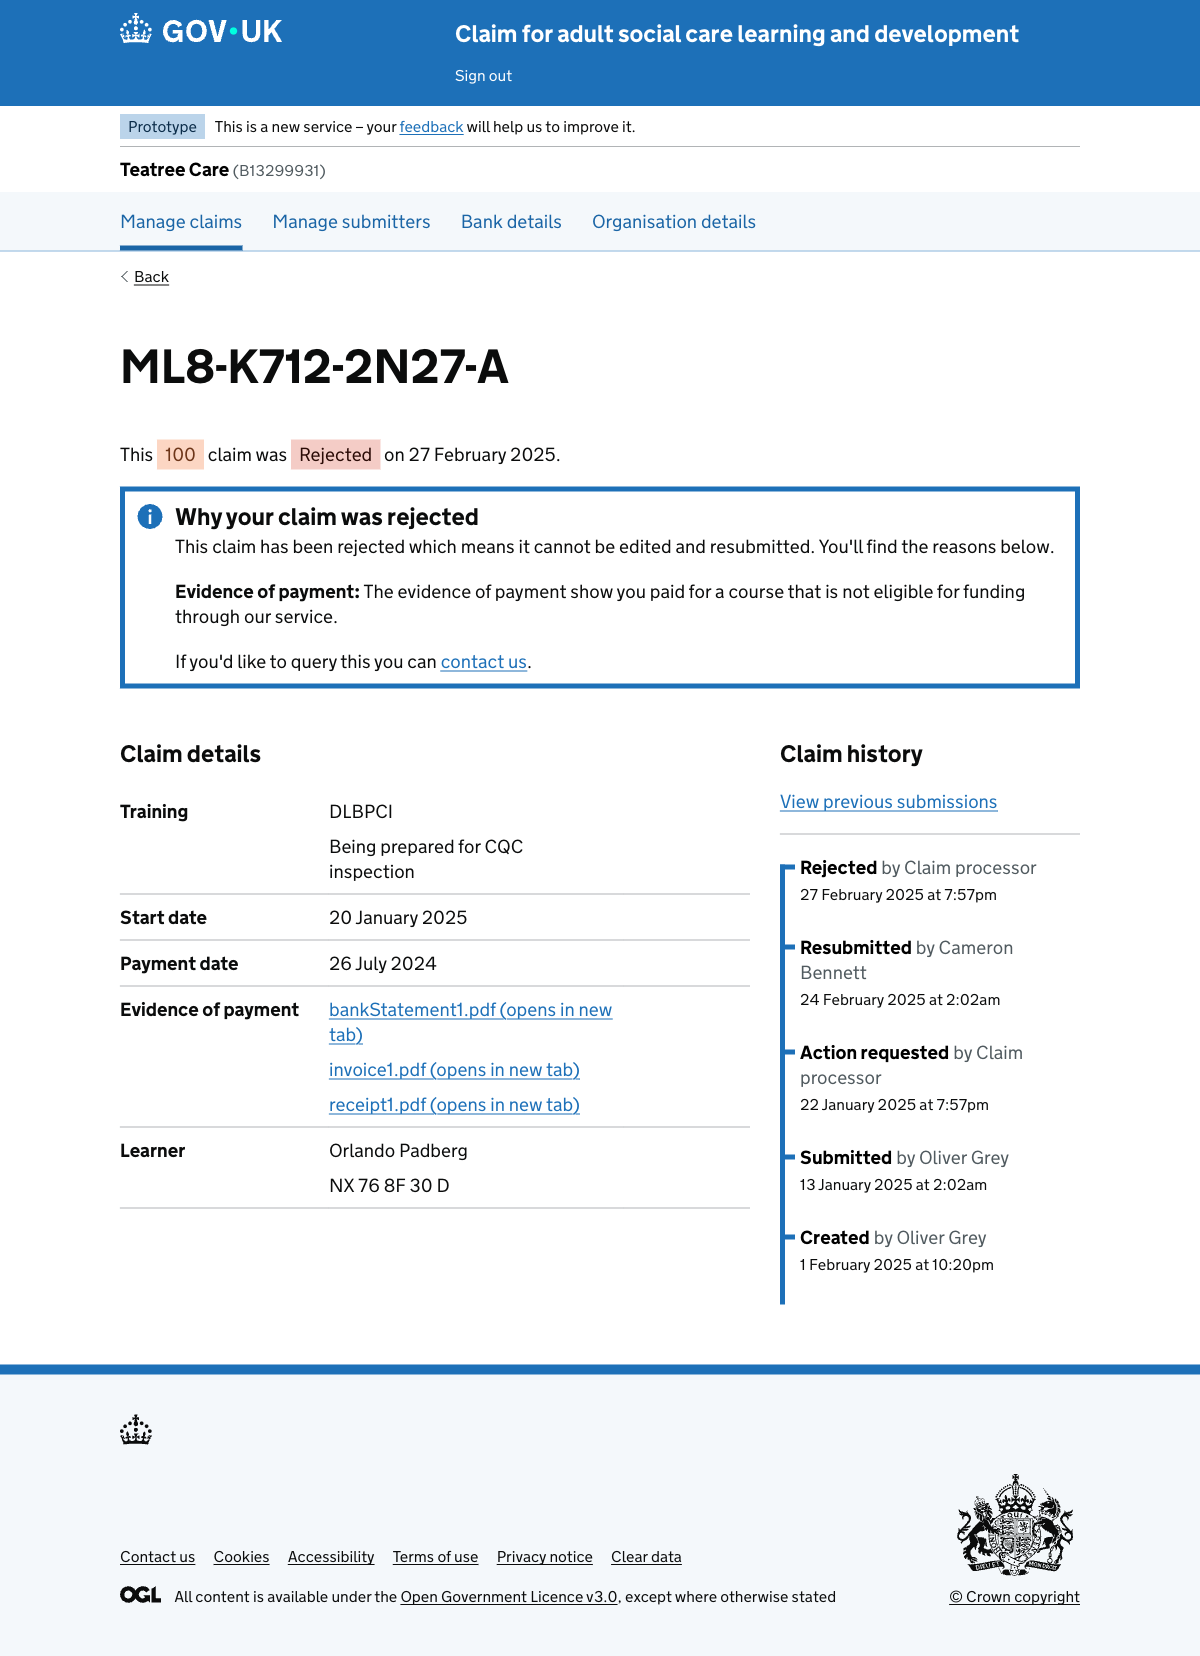 GOV·UK
Claim for adult social care learning and development
Sign out
Prototype
This is a new service – your feedback will help us to improve it.
Teatree Care (B13299931)
Manage claims
Manage submitters
Bank details
Organisation details
Back
ML8-K712-2N27-A
This 100 claim was Rejected on 27 February 2025.
Why your claim was rejected
This claim has been rejected which means it cannot be edited and resubmitted. You'll find the reasons below.
Evidence of payment: The evidence of payment show you paid for a course that is not eligible for funding
through our service.
If you'd like to query this you can contact us.
Claim details
Training
DLBPCI
Being prepared for CQC
inspection
Start date
20 January 2025
Payment date
26 July 2024
Evidence of payment
bankStatement1.pdf (opens in new
tab)
invoice1.pdf (opens in new tab)
receipt1.pdf (opens in new tab)
Learner
Orlando Padberg
NX 76 8F 30 D
Claim history
View previous submissions
Rejected by Claim processor
27 February 2025 at 7:57pm
Resubmitted by Cameron
Bennett
24 February 2025 at 2:02am
Action requested by Claim
processor
22 January 2025 at 7:57pm
Submitted by Oliver Grey
13 January 2025 at 2:02am
Created by Oliver Grey
1 February 2025 at 10:20pm
Contact us
Cookies
Accessibility
Terms of use
Privacy notice
Clear data
OGL
All content is available under the Open Government Licence v3.0, except where otherwise stated
© Crown copyright